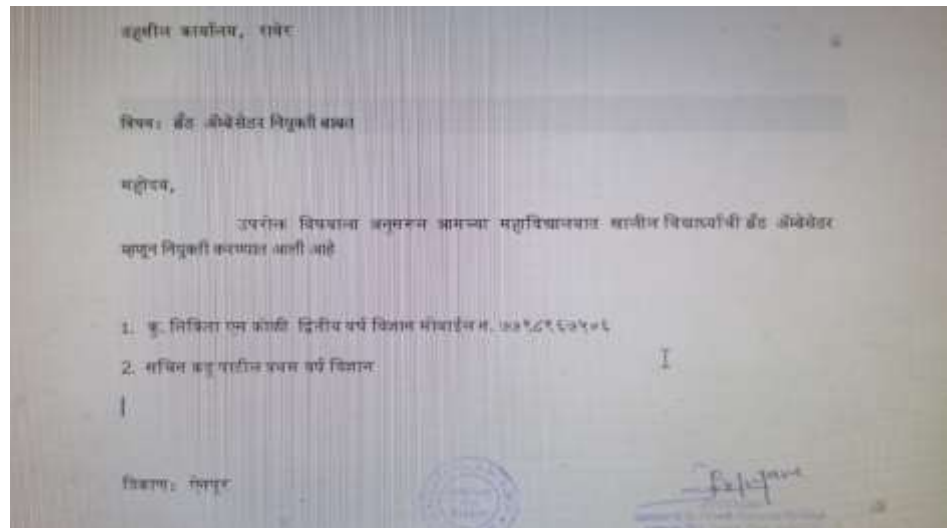 तहसील कार्यालय, रावेर
विषय: ब्रँड ॲम्बेसेडर नियुक्ती बाबत
महोदय,
उपरोक्त विषयाला अनुसरून आमच्या महाविद्यालयात खालील विद्यार्थ्यांची ब्रँड ॲम्बेसेडर
म्हणून नियुक्ती करण्यात आली आहे
1. कु. एम कोळी द्वितीय वर्ष विज्ञान मोबाईल न.
2. सचिन कडू पाटील प्रथम वर्ष विज्ञान
ठिकाण: